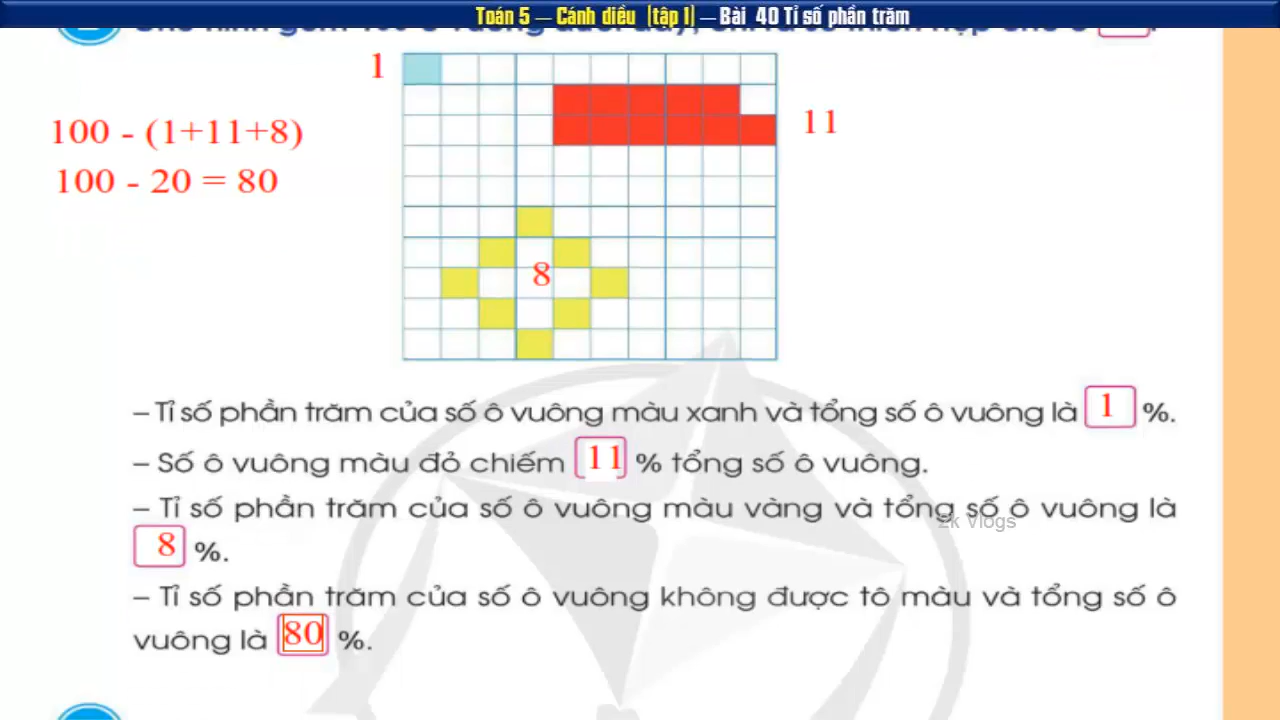 Toán 5 – Cánh diều (tập 1) – Bài 40 Tỉ số phần trăm
1
100 - (1+11+8)
11
100 - 20 = 80
8
– Tỉ số phần trăm của số ô vuông màu xanh và tổng số ô vuông là 1 %.
– Số ô vuông màu đỏ chiếm 11 % tổng số ô vuông.
– Tỉ số phần trăm của số ô vuông màu vàng và tổng số ô vuông là
2k Vlogs
8 %.
– Tỉ số phần trăm của số ô vuông không được tô màu và tổng số ô
vuông là 80 %.